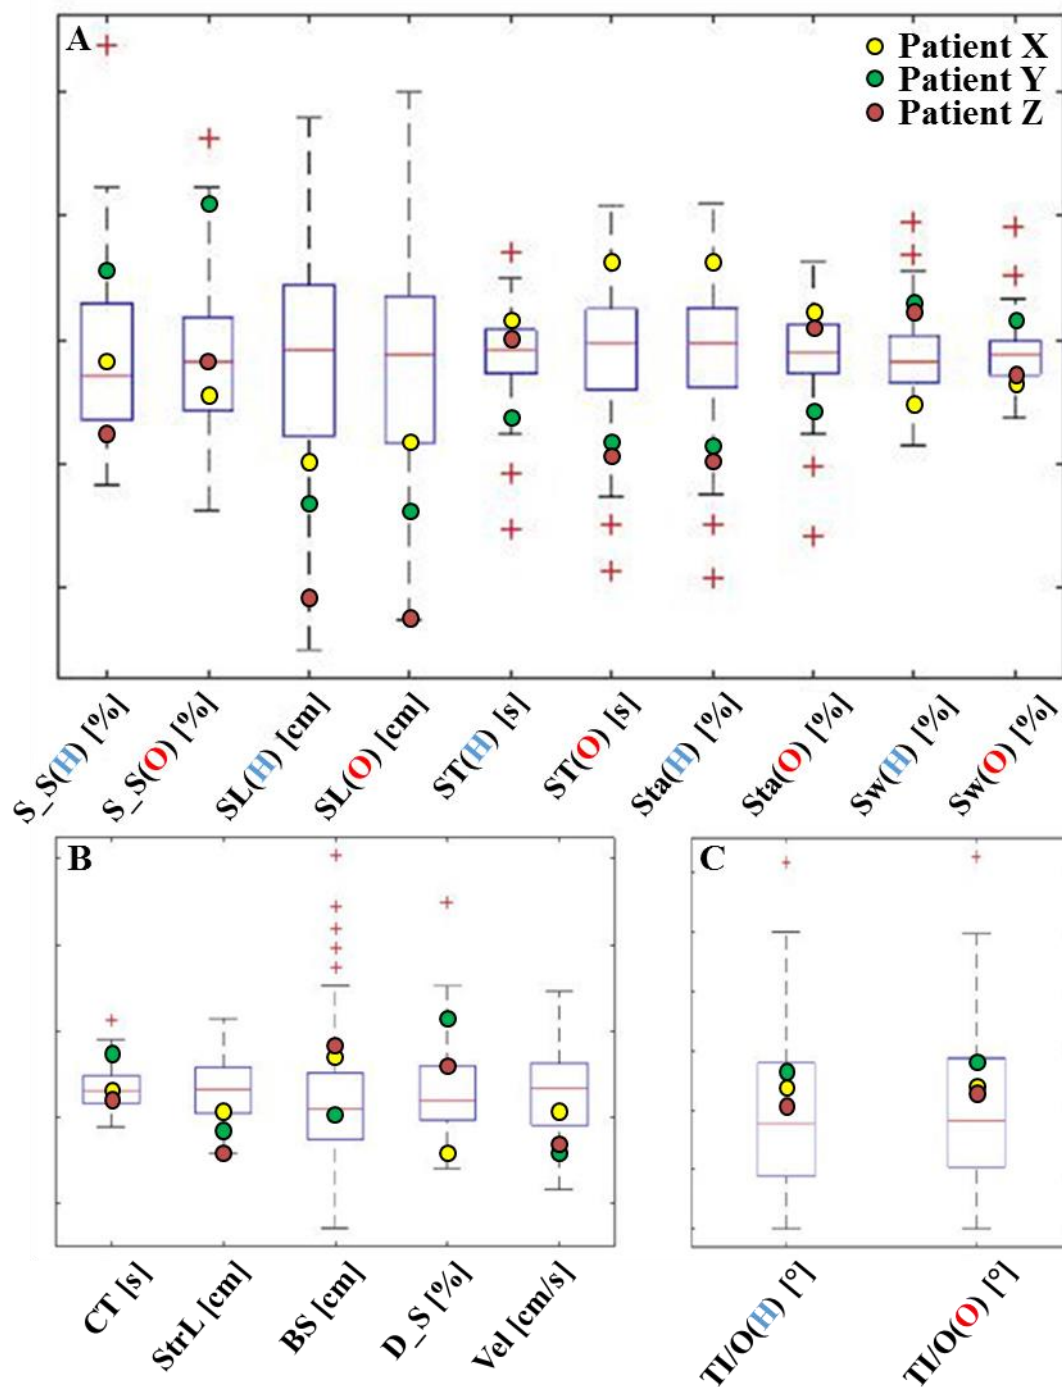 A
Patient X
Patient Y
Patient Z
S_S(H) [%]
S_S(O) [%]
SL(H) [cm]
SL(O) [cm]
ST(H) [s]
ST(O) [s]
Sta(H) [%]
Sta(O) [%]
Sw(H) [%]
Sw(O) [%]
B
CT [s]
StrL [cm]
BS [cm]
D_S [%]
Vel [cm/s]
C
TI/O(H) [°]
TI/O(O) [°]